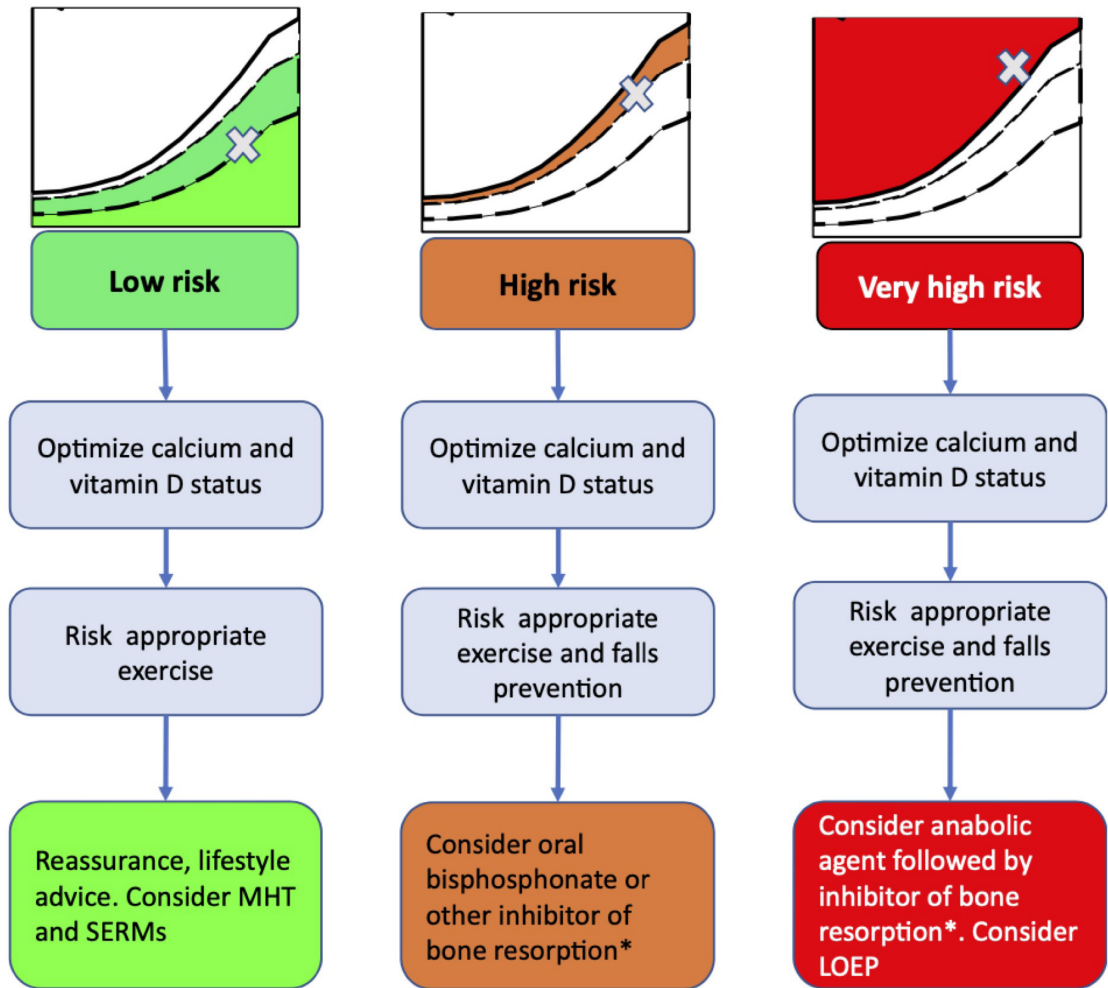 Low risk
High risk
Very high risk
Optimize calcium and
vitamin D status
Optimize calcium and
vitamin D status
Optimize calcium and
vitamin D status
Risk appropriate
exercise
Risk appropriate
exercise and falls
prevention
Risk appropriate
exercise and falls
prevention
Reassurance, lifestyle
advice. Consider MHT
and SERMs
Consider oral
bisphosphonate or
other inhibitor of
bone resorption*
Consider anabolic
agent followed by
inhibitor of bone
resorption*. Consider
LOEP